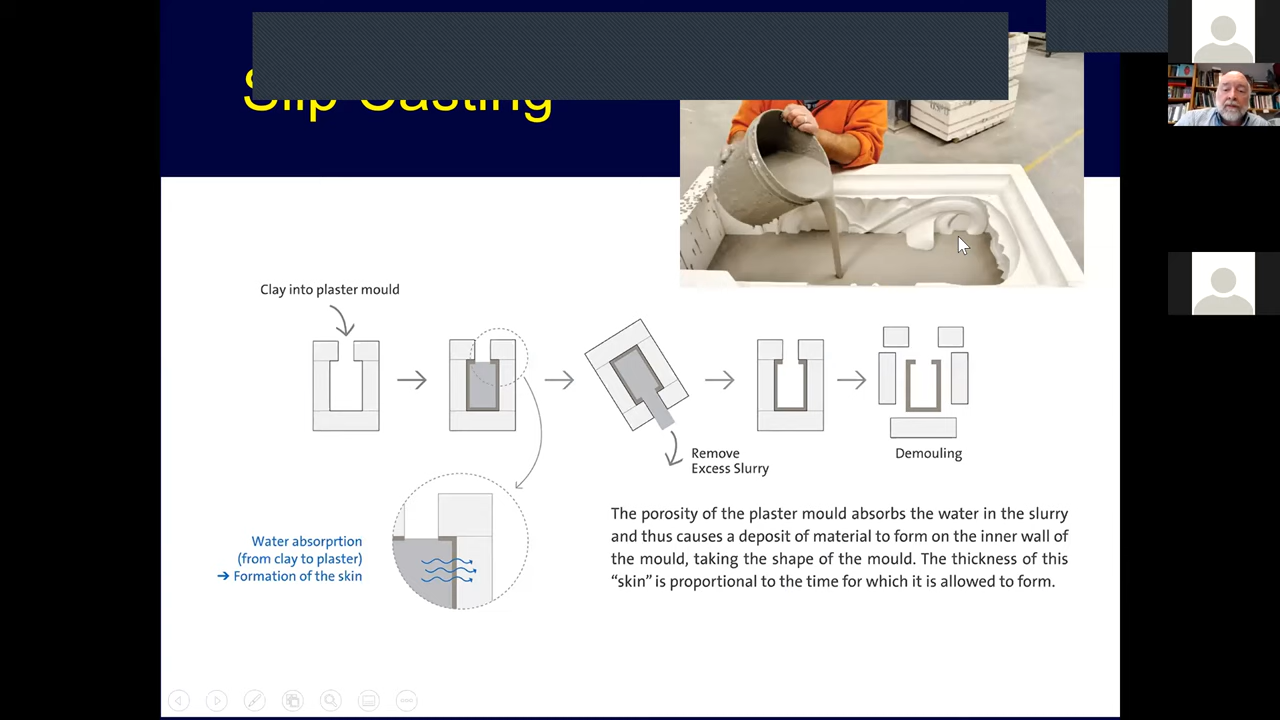 Slip Casting
Clay into plaster mould
Remove
Excess Slurry
Demouling
Water absorprtion
(from clay to plaster)
➔ Formation of the skin
The porosity of the plaster mould absorbs the water in the slurry
and thus causes a deposit of material to form on the inner wall of
the mould, taking the shape of the mould. The thickness of this
“skin” is proportional to the time for which it is allowed to form.